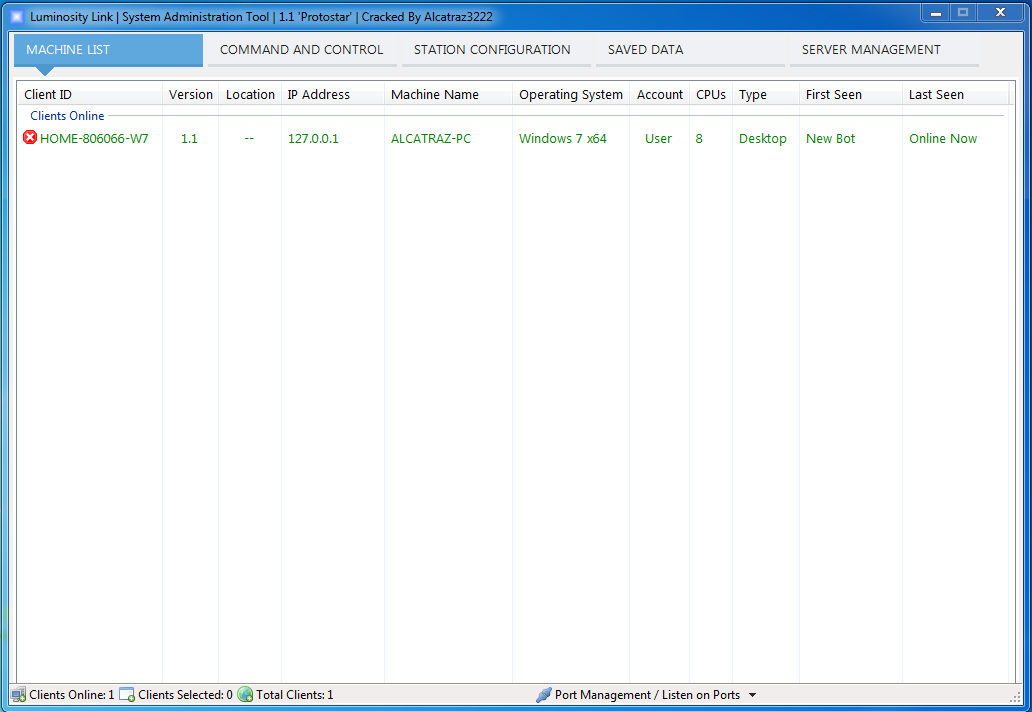 Luminosity Link | System Administration Tool | 1.1 'Protostar' | Cracked By Alcatraz3222
MACHINE LIST COMMAND AND CONTROL STATION CONFIGURATION SAVED DATA SERVER MANAGEMENT
Client ID Version Location IP Address Machine Name Operating System Account CPUs Type First Seen Last Seen
Clients Online
HOME-806066-W7 1.1 -- 127.0.0.1 ALCATRAZ-PC Windows 7 x64 User 8 Desktop New Bot Online Now
Clients Online: 1 Clients Selected: 0 Total Clients: 1 Port Management / Listen on Ports